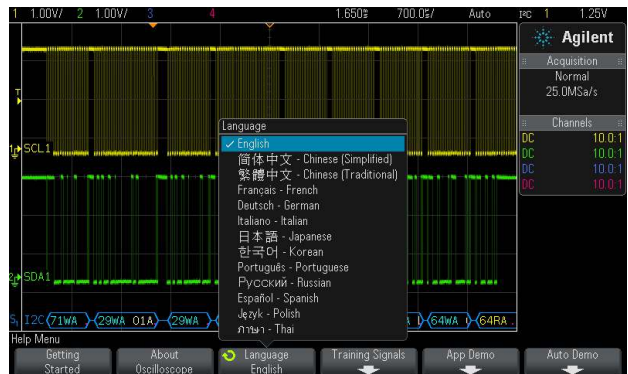 1 1.00V/ 2 1.00V/ 3 4 1.650s 700.0s/ Auto I²C 1 1.25V
Agilent
Acquisition
Normal
25.0MSa/s
Channels
DC 10.0:1
DC 10.0:1
DC 10.0:1
DC 10.0:1
T
SCL1
SDA1
Language
✓ English
简体中文 - Chinese (Simplified)
繁體中文 - Chinese (Traditional)
Français - French
Deutsch - German
Italiano - Italian
日本語 - Japanese
한국어 - Korean
Português - Portuguese
Русский - Russian
Español - Spanish
Język - Polish
ภาษา - Thai
S1 I2C 71WA 29WA 01A 29WA 64WA 64RA
Help Menu
Getting Started
About Oscilloscope
Language English
Training Signals
App Demo
Auto Demo